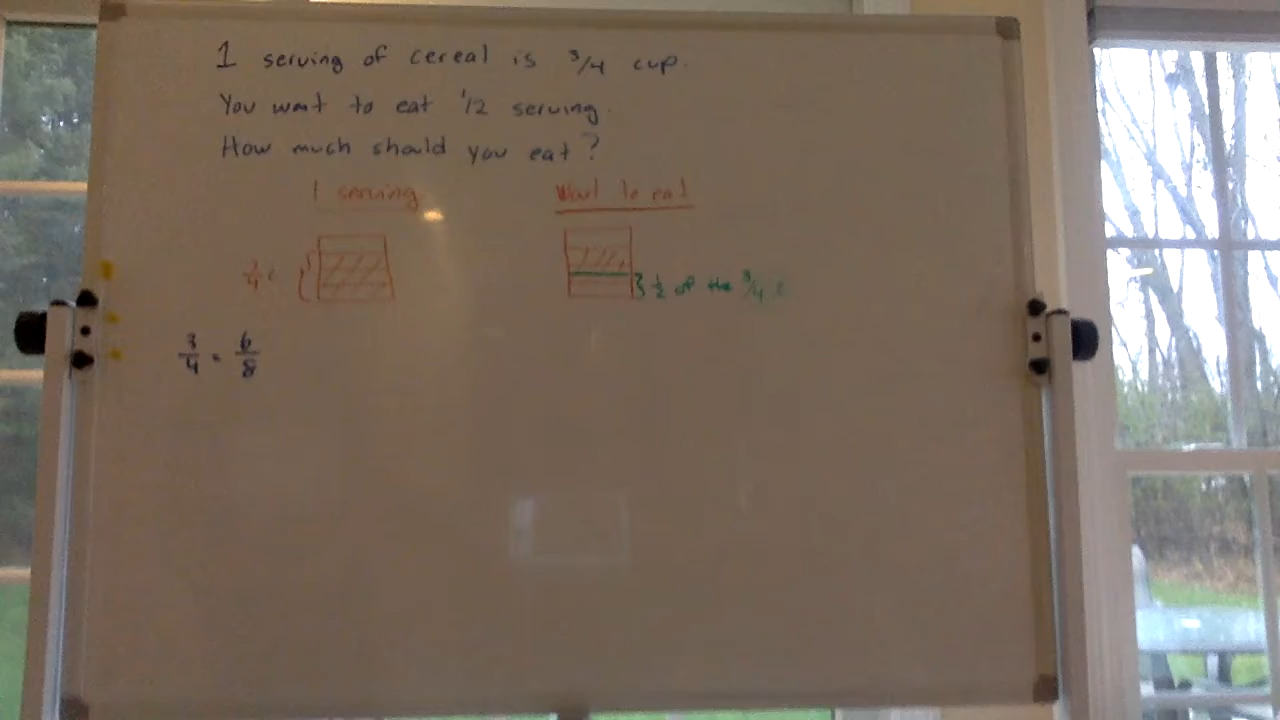 1 serving of cereal is 3/4 cup.
You want to eat 1/2 serving.
How much should you eat?
1 serving
Want to eat
3/4 c
1/2 of the 3/4 c
3/4 = 6/8